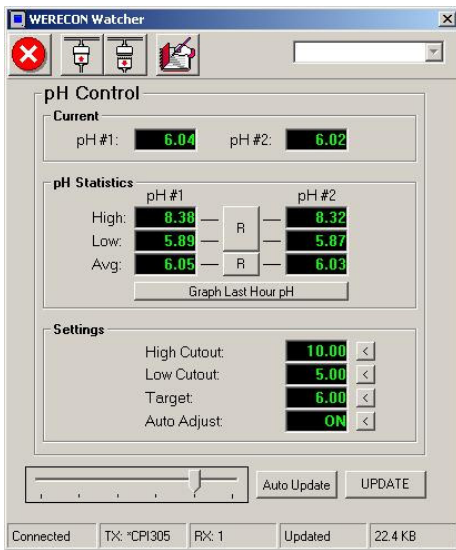 WERECON Watcher
pH Control
Current
pH #1: 6.04 pH #2: 6.02
pH Statistics
pH #1 pH #2
High: 8.38 R 8.32
Low: 5.89 5.87
Avg: 6.05 R 6.03
Graph Last Hour pH
Settings
High Cutout: 10.00 <
Low Cutout: 5.00 <
Target: 6.00 <
Auto Adjust: ON <
Auto Update UPDATE
Connected TX: *CPI305 RX: 1 Updated 22.4 KB